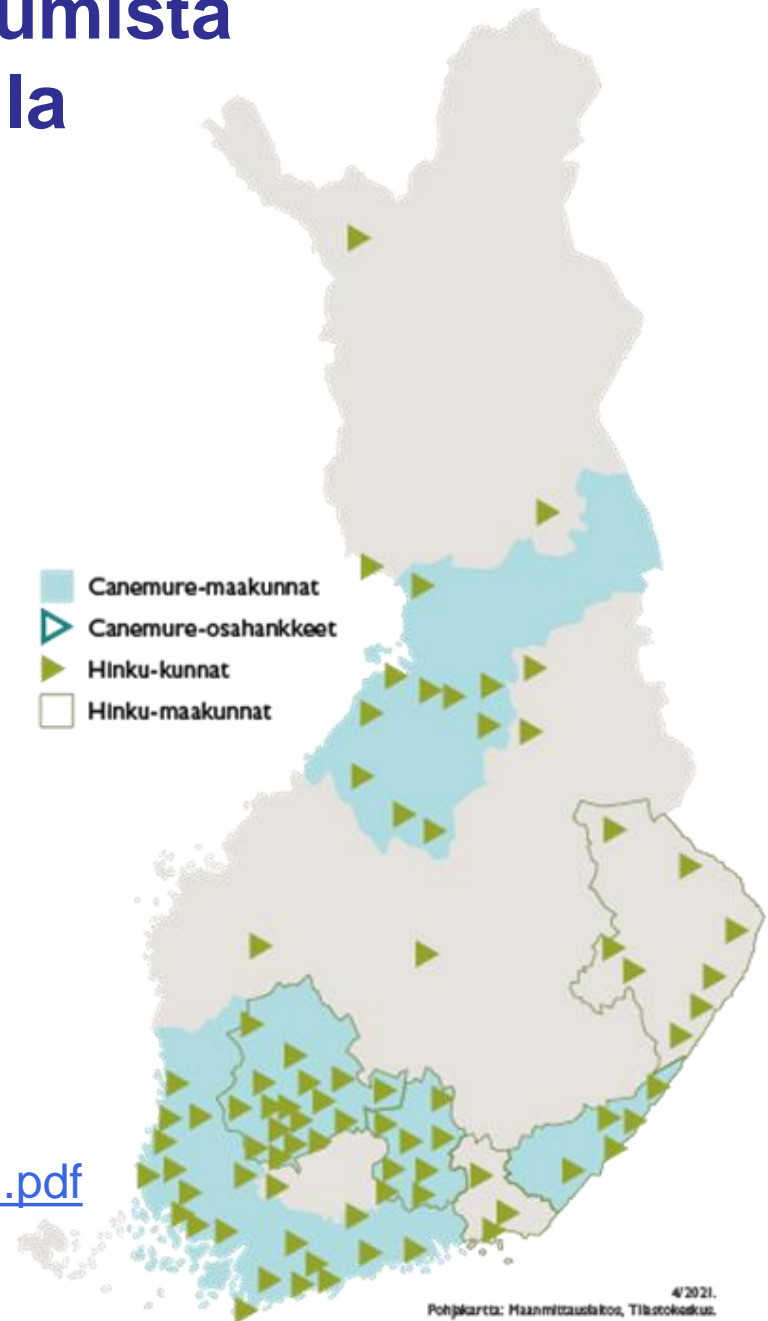 umista
la
Canemure-maakunnat
Canemure-osahankkeet
Hinku-kunnat
Hinku-maakunnat
.pdf
4/2021.
Pohjakartta: Maanmittauslaitos, Tilastokeskus.